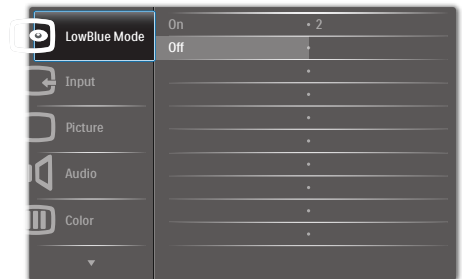 LowBlue Mode
On • 2
Off •
Input
Picture
Audio
Color